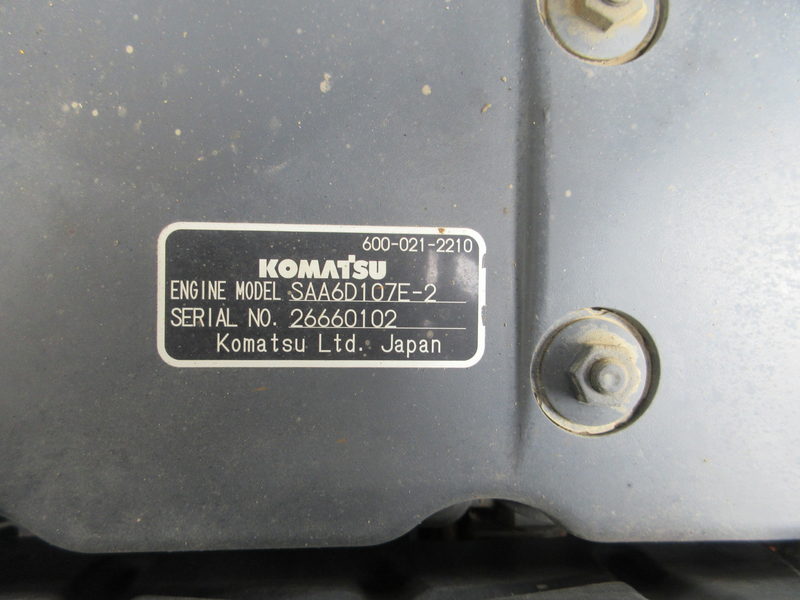 600-021-2210
KOMATSU
ENGINE MODEL SAA6D107E-2
SERIAL NO. 26660102
Komatsu Ltd. Japan